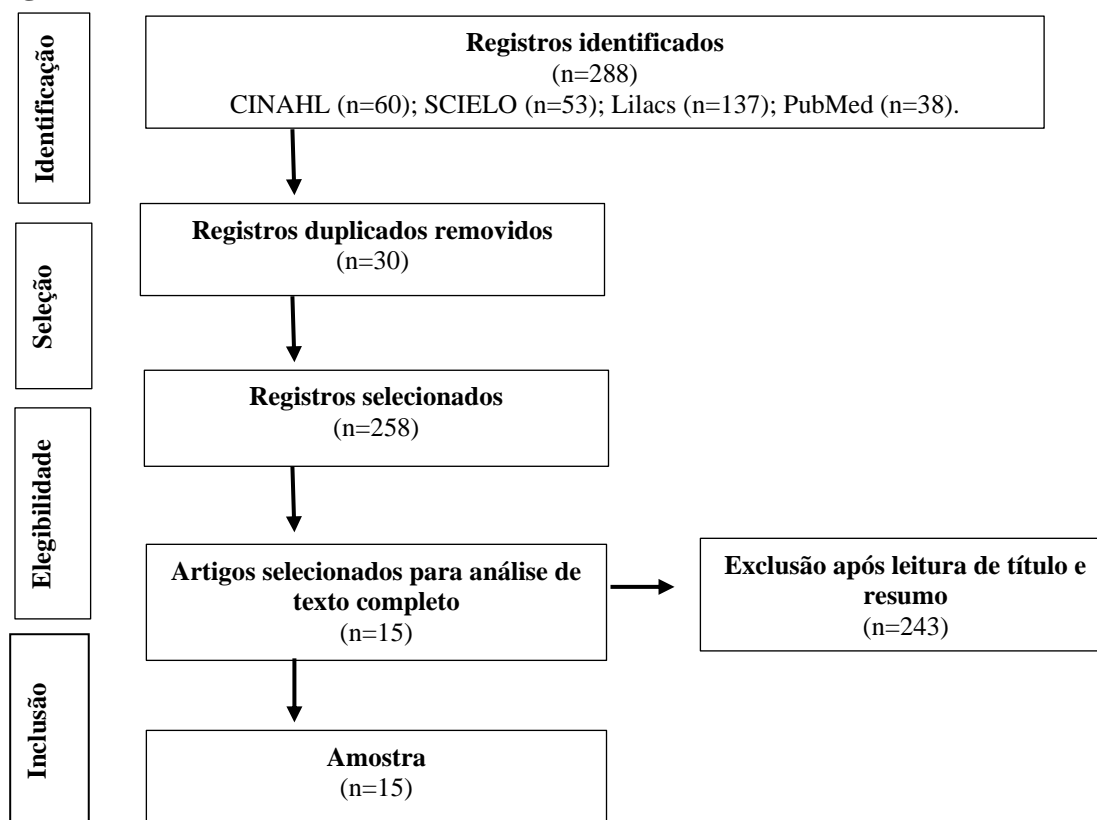 Identificação
Registros identificados
(n=288)
CINAHL (n=60); SCIELO (n=53); Lilacs (n=137); PubMed (n=38).
Seleção
Registros duplicados removidos
(n=30)
Registros selecionados
(n=258)
Elegibilidade
Artigos selecionados para análise de
texto completo
(n=15)
Exclusão após leitura de título e
resumo
(n=243)
Inclusão
Amostra
(n=15)